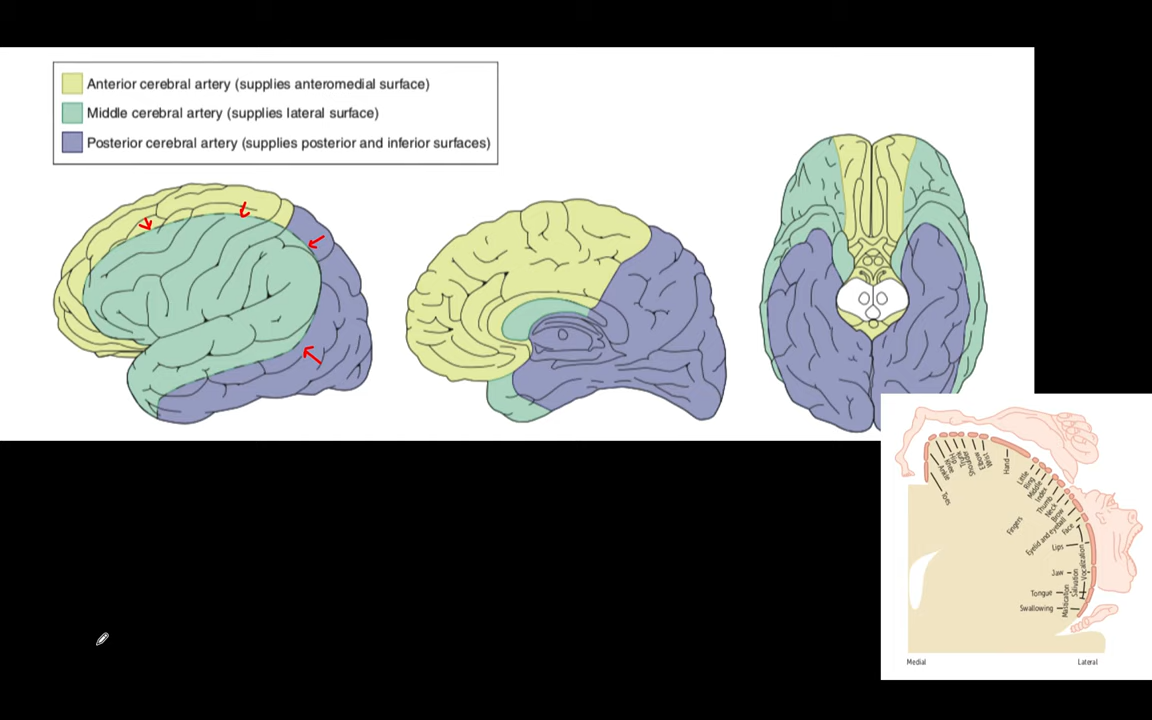 Anterior cerebral artery (supplies anteromedial surface)
Middle cerebral artery (supplies lateral surface)
Posterior cerebral artery (supplies posterior and inferior surfaces)
Toes
Ankle
Knee
Hip
Trunk
Shoulder
Elbow
Wrist
Hand
Little
Ring
Middle
Index
Thumb
Neck
Brow
Fingers
Eyelid and eyeball
Face
Lips
Vocalization
Jaw
Salivation
Tongue
Mastication
Swallowing
Medial
Lateral